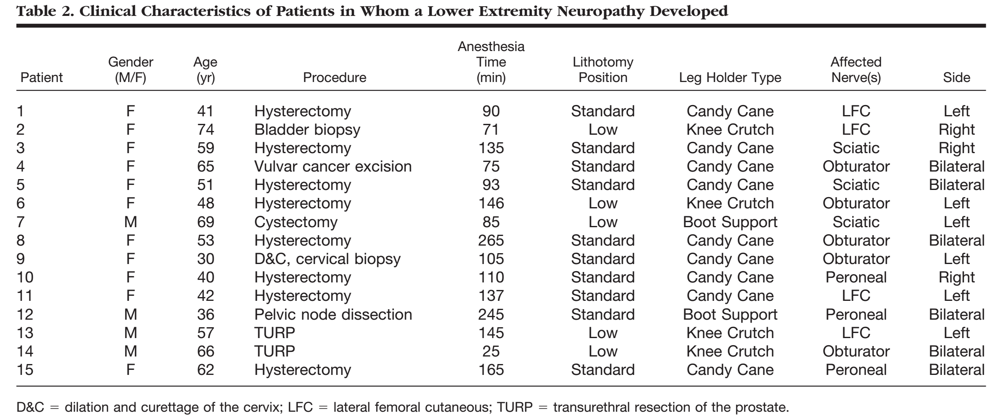 Table 2. Clinical Characteristics of Patients in Whom a Lower Extremity Neuropathy Developed
Anesthesia
Gender Age Time Lithotomy Affected
Patient (M/F) (yr) Procedure (min) Position Leg Holder Type Nerve(s) Side
1 F 41 Hysterectomy 90 Standard Candy Cane LFC Left
2 F 74 Bladder biopsy 71 Low Knee Crutch LFC Right
3 F 59 Hysterectomy 135 Standard Candy Cane Sciatic Right
4 F 65 Vulvar cancer excision 75 Standard Candy Cane Obturator Bilateral
5 F 51 Hysterectomy 93 Standard Candy Cane Sciatic Bilateral
6 F 48 Hysterectomy 146 Low Knee Crutch Obturator Left
7 M 69 Cystectomy 85 Low Boot Support Sciatic Left
8 F 53 Hysterectomy 265 Standard Candy Cane Obturator Bilateral
9 F 30 D&C, cervical biopsy 105 Standard Candy Cane Obturator Left
10 F 40 Hysterectomy 110 Standard Candy Cane Peroneal Right
11 F 42 Hysterectomy 137 Standard Candy Cane LFC Left
12 M 36 Pelvic node dissection 245 Standard Boot Support Peroneal Bilateral
13 M 57 TURP 145 Low Knee Crutch LFC Left
14 M 66 TURP 25 Low Knee Crutch Obturator Bilateral
15 F 62 Hysterectomy 165 Standard Candy Cane Peroneal Bilateral
D&C = dilation and curettage of the cervix; LFC = lateral femoral cutaneous; TURP = transurethral resection of the prostate.